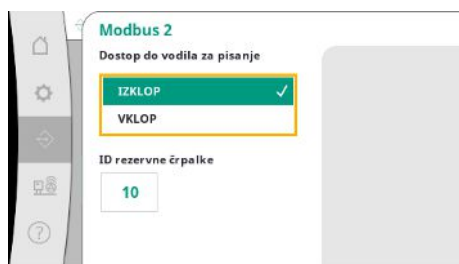 Modbus 2
Dostop do vodila za pisanje
IZKLOP
VKLOP
ID rezervne črpalke
10
?